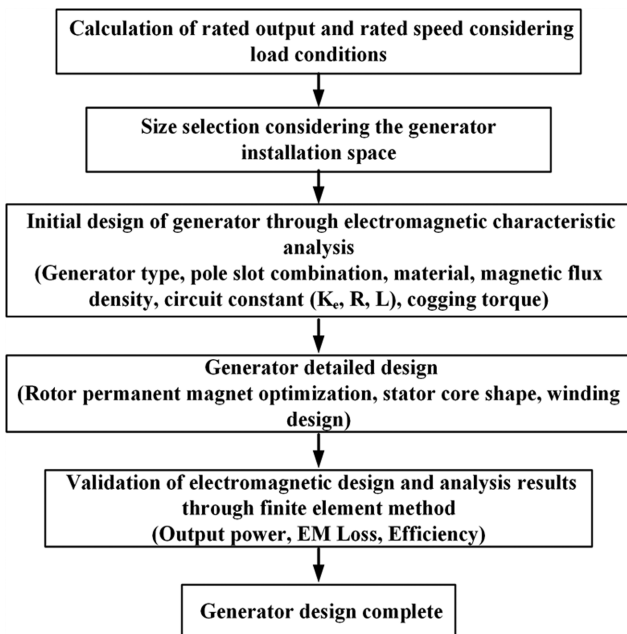 Calculation of rated output and rated speed considering
load conditions
Size selection considering the generator
installation space
Initial design of generator through electromagnetic characteristic
analysis
(Generator type, pole slot combination, material, magnetic flux
density, circuit constant (Kₑ, R, L), cogging torque)
Generator detailed design
(Rotor permanent magnet optimization, stator core shape, winding
design)
Validation of electromagnetic design and analysis results
through finite element method
(Output power, EM Loss, Efficiency)
Generator design complete